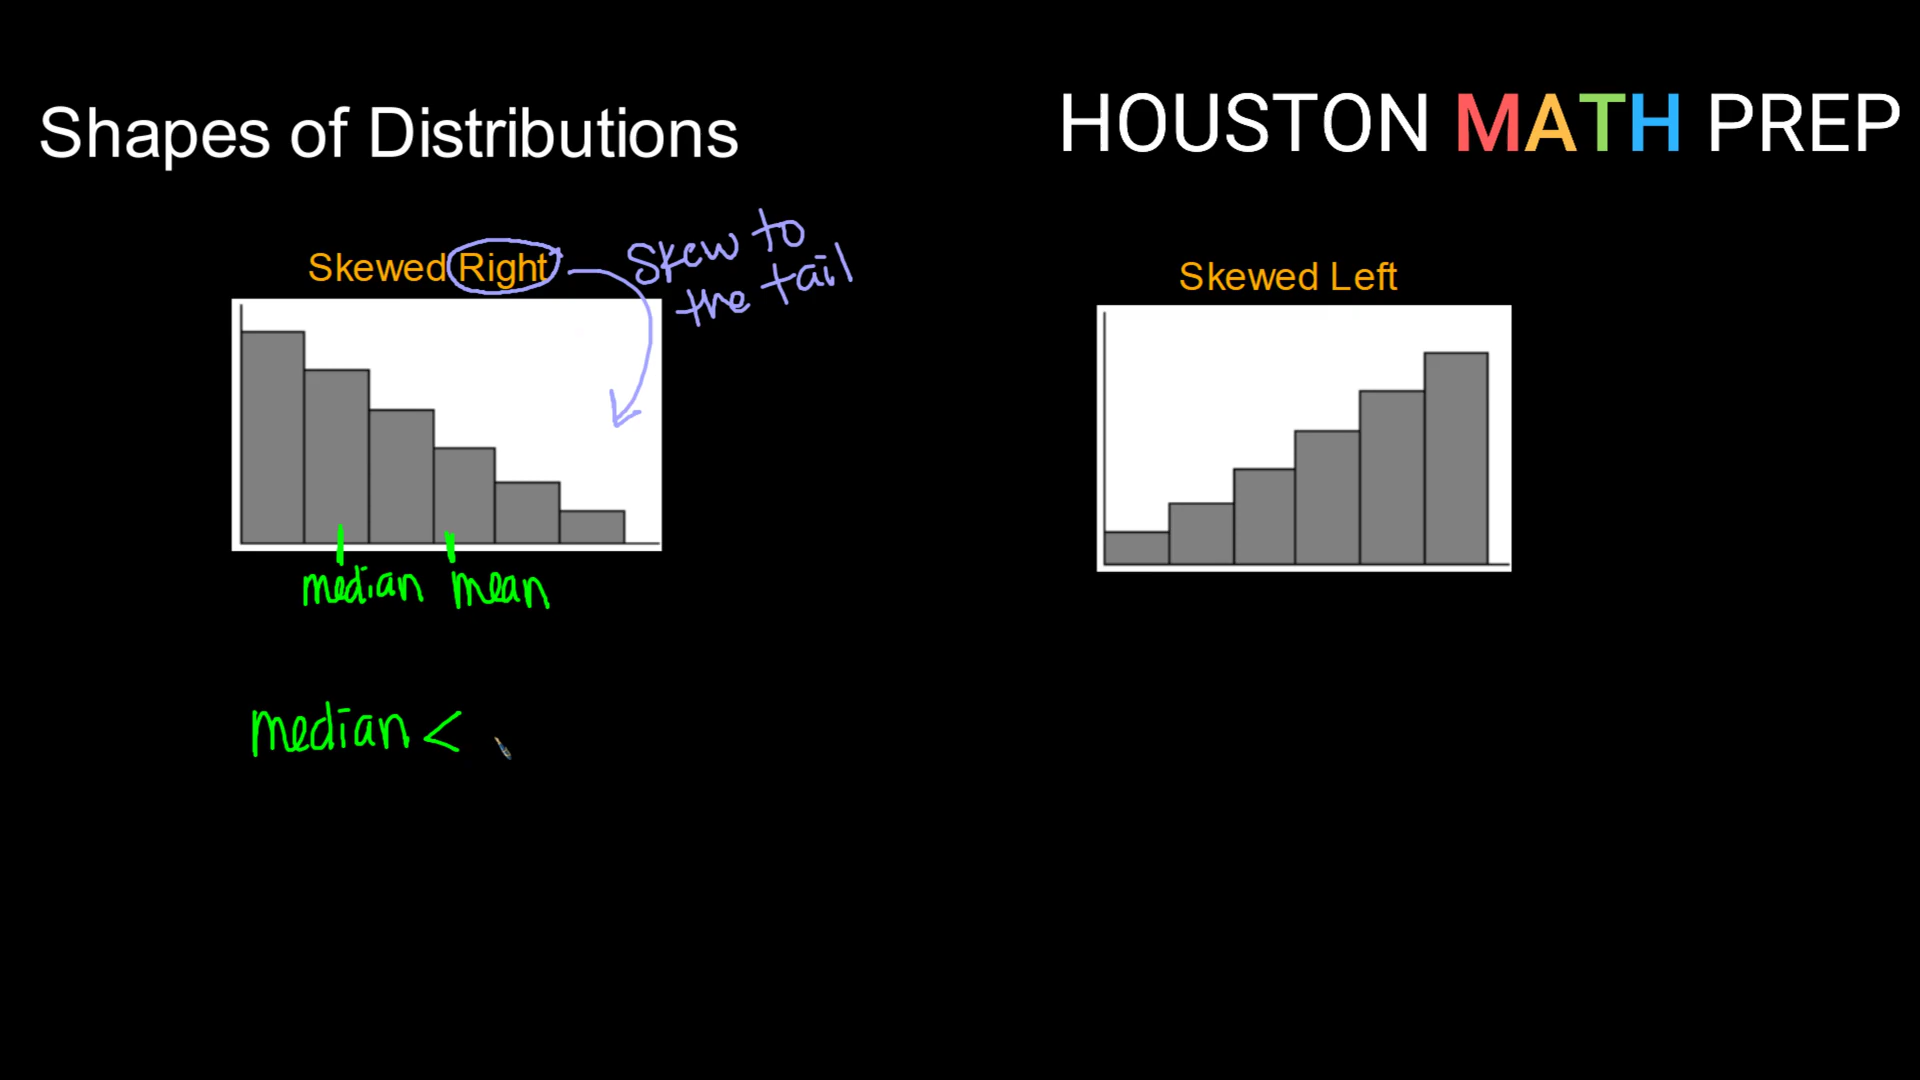 Shapes of Distributions
HOUSTON MATH PREP
Skewed Right
skew to
the tail
median mean
median <
Skewed Left